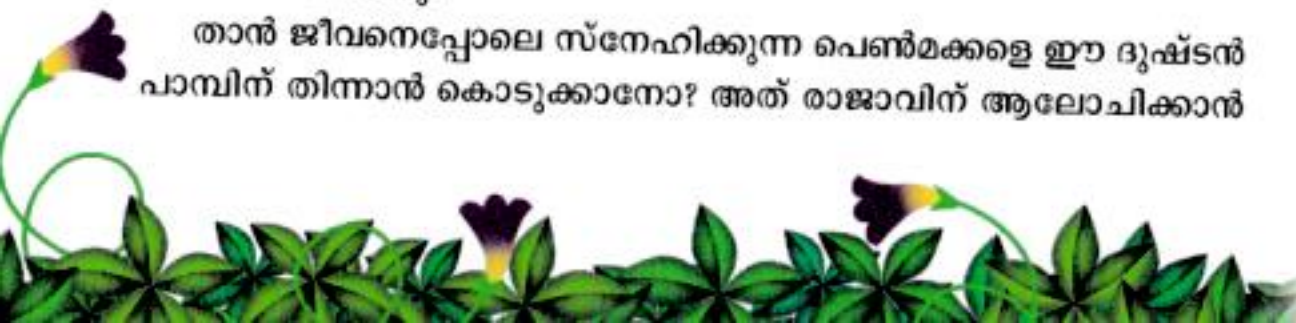 താൻ ജീവനെപ്പോലെ സ്നേഹിക്കുന്ന പെൺമക്കളെ ഈ ദുഷ്ടൻ
പാമ്പിന് തിന്നാൻ കൊടുക്കാനോ? അത് രാജാവിന് ആലോചിക്കാൻ